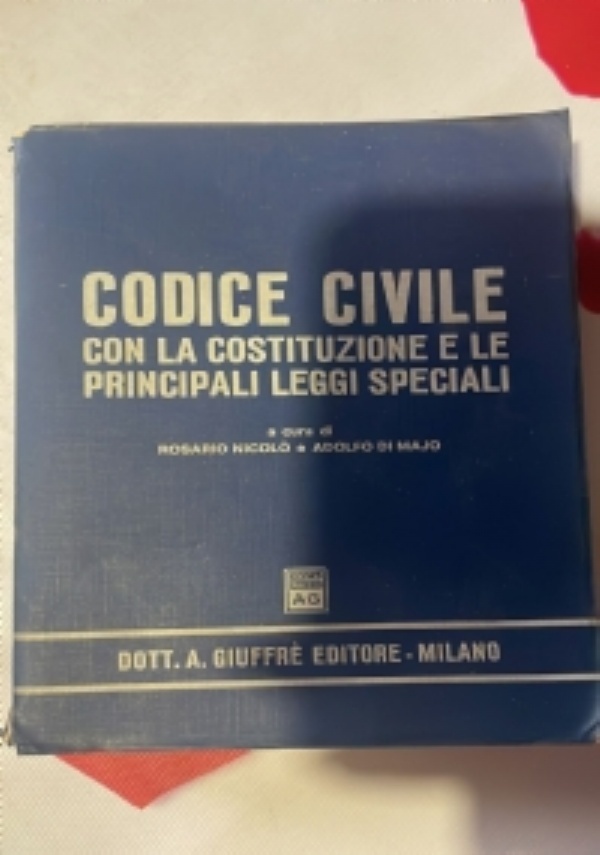 CODICE CIVILE
CON LA COSTITUZIONE E LE
PRINCIPALI LEGGI SPECIALI
a cura di
ROSARIO NICOLÒ e ADOLFO DI MAJO
AG
DOTT. A. GIUFFRÈ EDITORE - MILANO